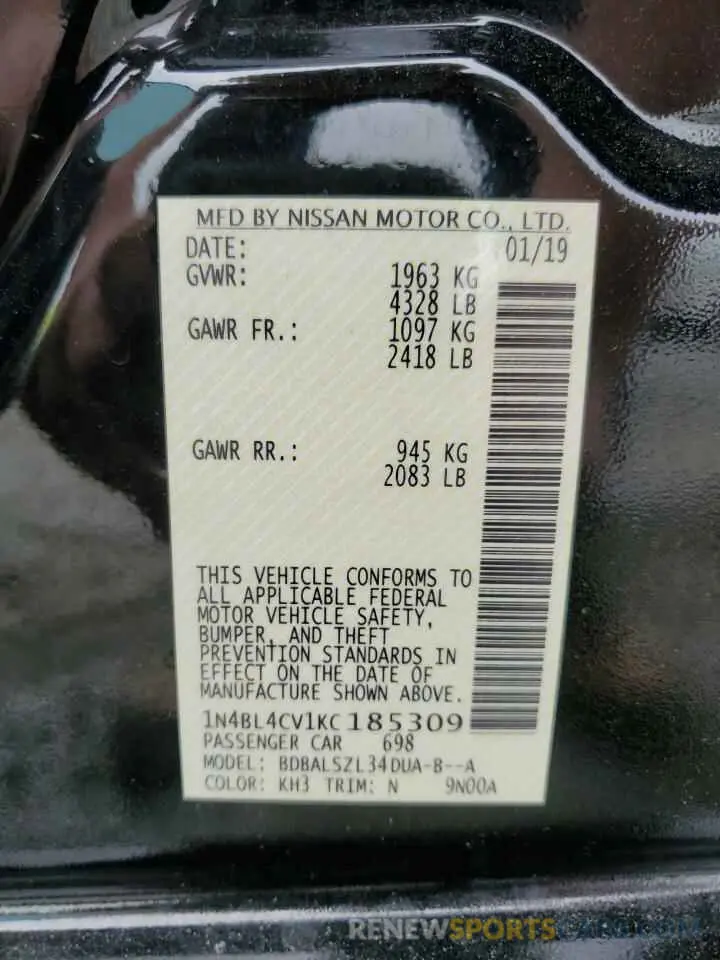 MFD BY NISSAN MOTOR CO., LTD.
DATE: 01/19
GVWR: 1963 KG
4328 LB
GAWR FR.: 1097 KG
2418 LB
GAWR RR.: 945 KG
2083 LB
THIS VEHICLE CONFORMS TO
ALL APPLICABLE FEDERAL
MOTOR VEHICLE SAFETY,
BUMPER, AND THEFT
PREVENTION STANDARDS IN
EFFECT ON THE DATE OF
MANUFACTURE SHOWN ABOVE.
1N4BL4CV1KC185309
PASSENGER CAR 698
MODEL: BDBALSZL34DUA-B--A
COLOR: KH3 TRIM: N 9N00A
RENEWSPORTSCARS.COM